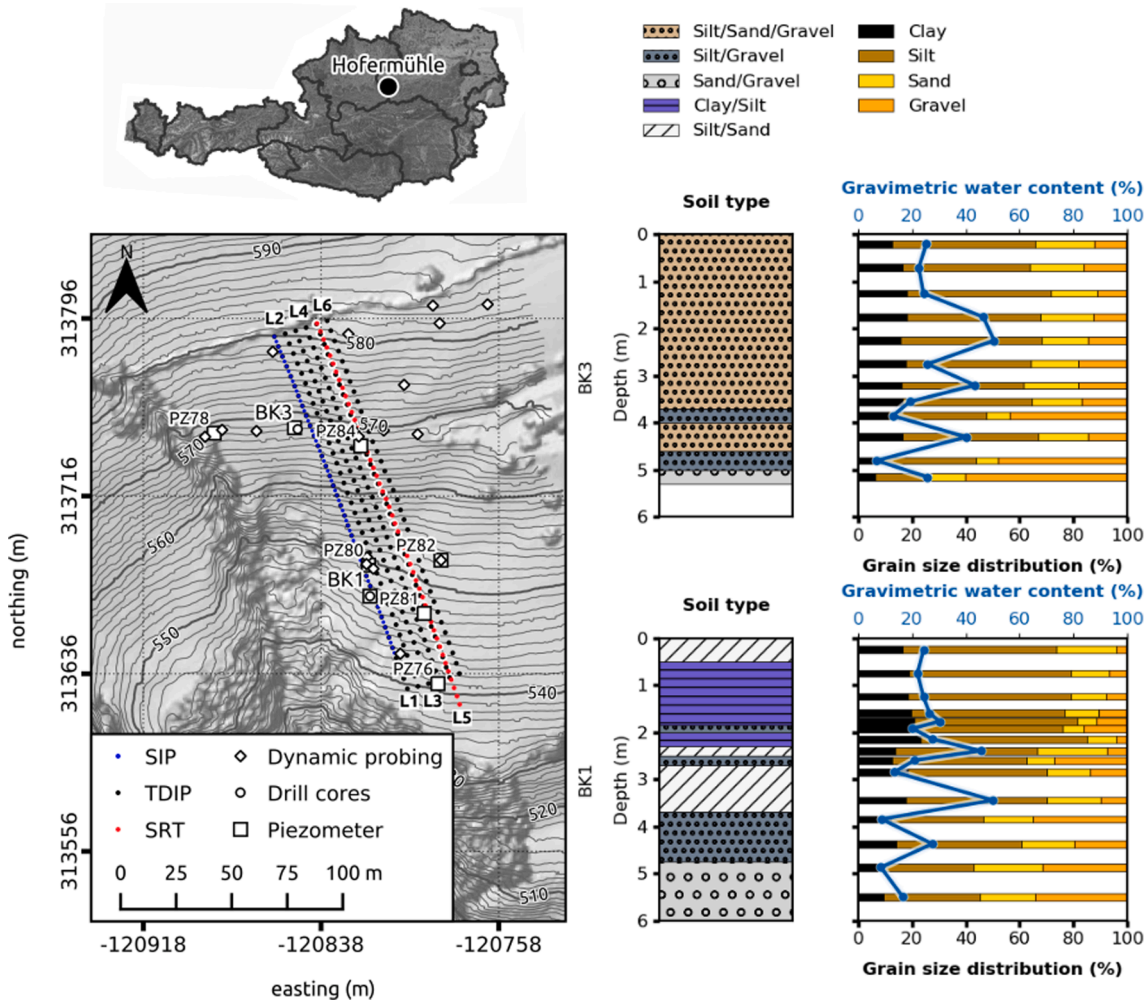 Hofermühle
Silt/Sand/Gravel
Silt/Gravel
Sand/Gravel
Clay/Silt
Silt/Sand
Clay
Silt
Sand
Gravel
N
590
580
570
570
560
550
540
520
510
L2
L4
L6
PZ78
BK3
PZ84
PZ80
PZ82
BK1
PZ81
PZ76
L1
L3
L5
313796
313716
313636
313556
northing (m)
-120918
-120838
-120758
easting (m)
SIP
TDIP
SRT
Dynamic probing
Drill cores
Piezometer
0 25 50 75 100 m
BK3
Soil type
Depth (m)
0
1
2
3
4
5
6
Gravimetric water content (%)
0 20 40 60 80 100
0 20 40 60 80 100
Grain size distribution (%)
BK1
Soil type
Depth (m)
0
1
2
3
4
5
6
Gravimetric water content (%)
0 20 40 60 80 100
0 20 40 60 80 100
Grain size distribution (%)